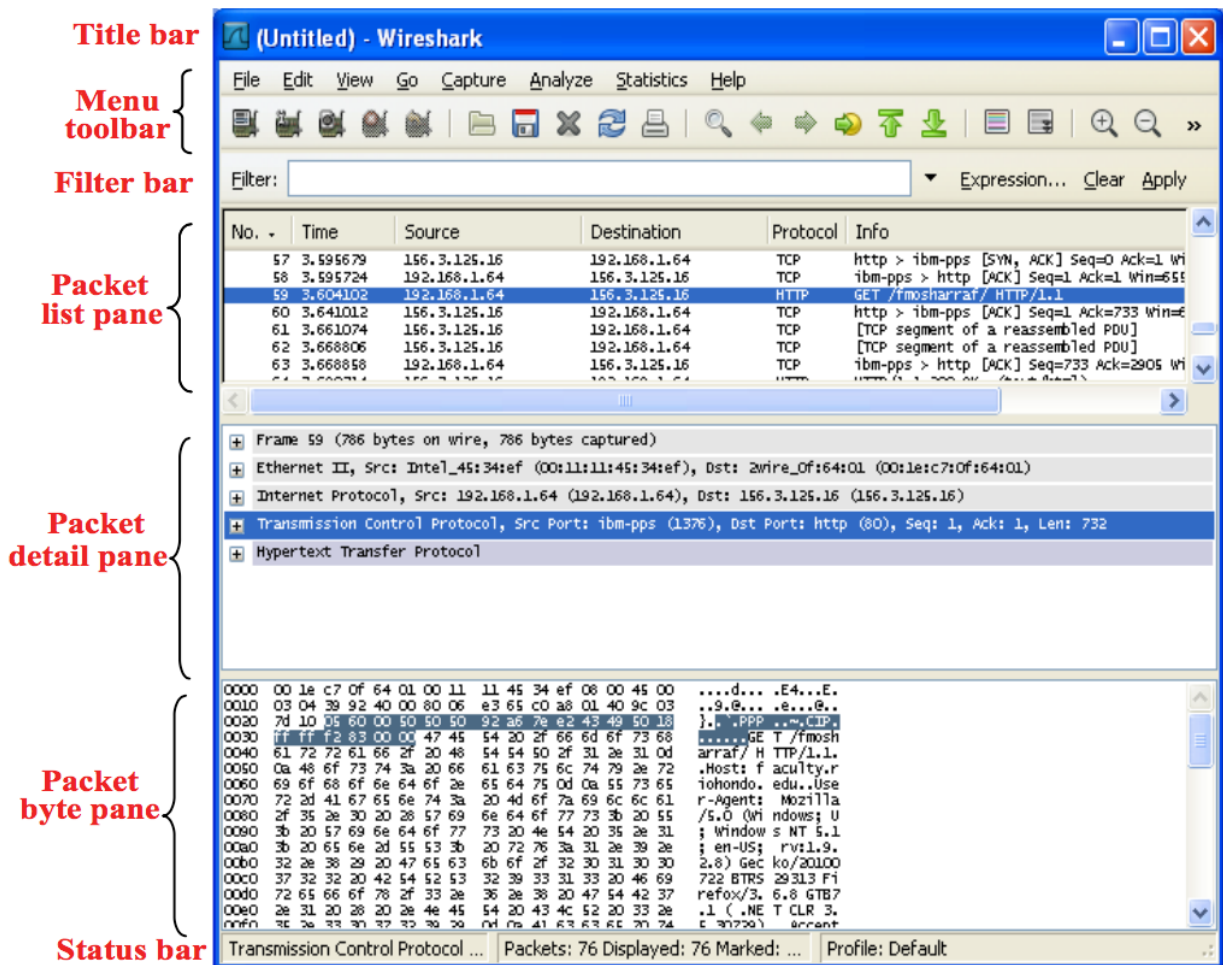 Title bar
(Untitled) - Wireshark
Menu toolbar
File Edit View Go Capture Analyze Statistics Help
»
Filter bar
Filter: Expression... Clear Apply
Packet list pane
No. Time Source Destination Protocol Info
57 3.595679 156.3.125.16 192.168.1.64 TCP http > ibm-pps [SYN, ACK] Seq=0 Ack=1 Wi
58 3.595724 192.168.1.64 156.3.125.16 TCP ibm-pps > http [ACK] Seq=1 Ack=1 Win=655
59 3.604102 192.168.1.64 156.3.125.16 HTTP GET /fmosharraf/ HTTP/1.1
60 3.641012 156.3.125.16 192.168.1.64 TCP http > ibm-pps [ACK] Seq=1 Ack=733 Win=6
61 3.661074 156.3.125.16 192.168.1.64 TCP [TCP segment of a reassembled PDU]
62 3.668806 156.3.125.16 192.168.1.64 TCP [TCP segment of a reassembled PDU]
63 3.668858 192.168.1.64 156.3.125.16 TCP ibm-pps > http [ACK] Seq=733 Ack=2905 Wi
Packet detail pane
Frame 59 (786 bytes on wire, 786 bytes captured)
Ethernet II, Src: Intel_45:34:ef (00:11:11:45:34:ef), Dst: 2wire_0f:64:01 (00:1e:c7:0f:64:01)
Internet Protocol, Src: 192.168.1.64 (192.168.1.64), Dst: 156.3.125.16 (156.3.125.16)
Transmission Control Protocol, Src Port: ibm-pps (1376), Dst Port: http (80), Seq: 1, Ack: 1, Len: 732
Hypertext Transfer Protocol
Packet byte pane
0000 00 1e c7 0f 64 01 00 11 11 45 34 ef 08 00 45 00 ....d... .E4...E.
0010 03 04 39 92 40 00 80 06 e3 65 c0 a8 01 40 9c 03 ..9.@... .e...@..
0020 7d 10 05 60 00 50 50 50 92 a6 7e e2 43 49 50 18 }..`.PPP ..~.CIP.
0030 ff ff f2 83 00 00 47 45 54 20 2f 66 6d 6f 73 68 ......GE T /fmosh
0040 61 72 72 61 66 2f 20 48 54 54 50 2f 31 2e 31 0d arraf/ H TTP/1.1.
0050 0a 48 6f 73 74 3a 20 66 61 63 75 6c 74 79 2e 72 .Host: f aculty.r
0060 69 6f 68 6f 6e 64 6f 2e 65 64 75 0d 0a 55 73 65 iohondo. edu..Use
0070 72 2d 41 67 65 6e 74 3a 20 4d 6f 7a 69 6c 6c 61 r-Agent: Mozilla
0080 2f 35 2e 30 20 28 57 69 6e 64 6f 77 73 3b 20 55 /5.0 (Wi ndows; U
0090 3b 20 57 69 6e 64 6f 77 73 20 4e 54 20 35 2e 31 ; Window s NT 5.1
00a0 3b 20 65 6e 2d 55 53 3b 20 72 76 3a 31 2e 39 2e ; en-US; rv:1.9.
00b0 32 2e 38 29 20 47 65 63 6b 6f 2f 32 30 31 30 30 2.8) Gec ko/20100
00c0 37 32 32 20 42 54 52 53 32 39 33 31 33 20 46 69 722 BTRS 29313 Fi
00d0 72 65 66 6f 78 2f 33 2e 36 2e 38 20 47 54 42 37 refox/3. 6.8 GTB7
00e0 2e 31 20 28 20 2e 4e 45 54 20 43 4c 52 20 33 2e .1 ( .NE T CLR 3.
Status bar
Transmission Control Protocol ... Packets: 76 Displayed: 76 Marked: ... Profile: Default